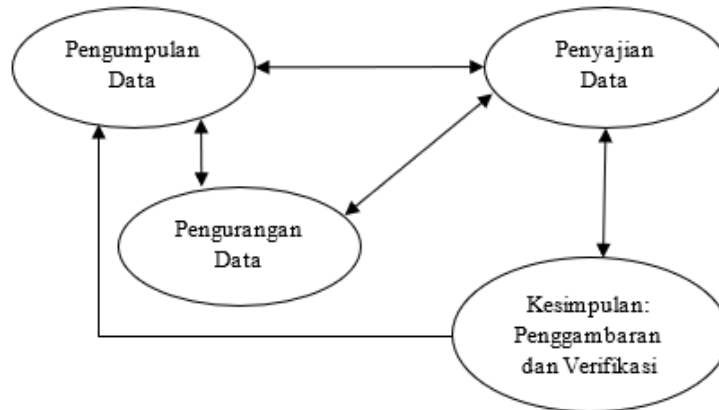 Pengumpulan
Data
Penyajian
Data
Pengurangan
Data
Kesimpulan:
Penggambaran
dan Verifikasi